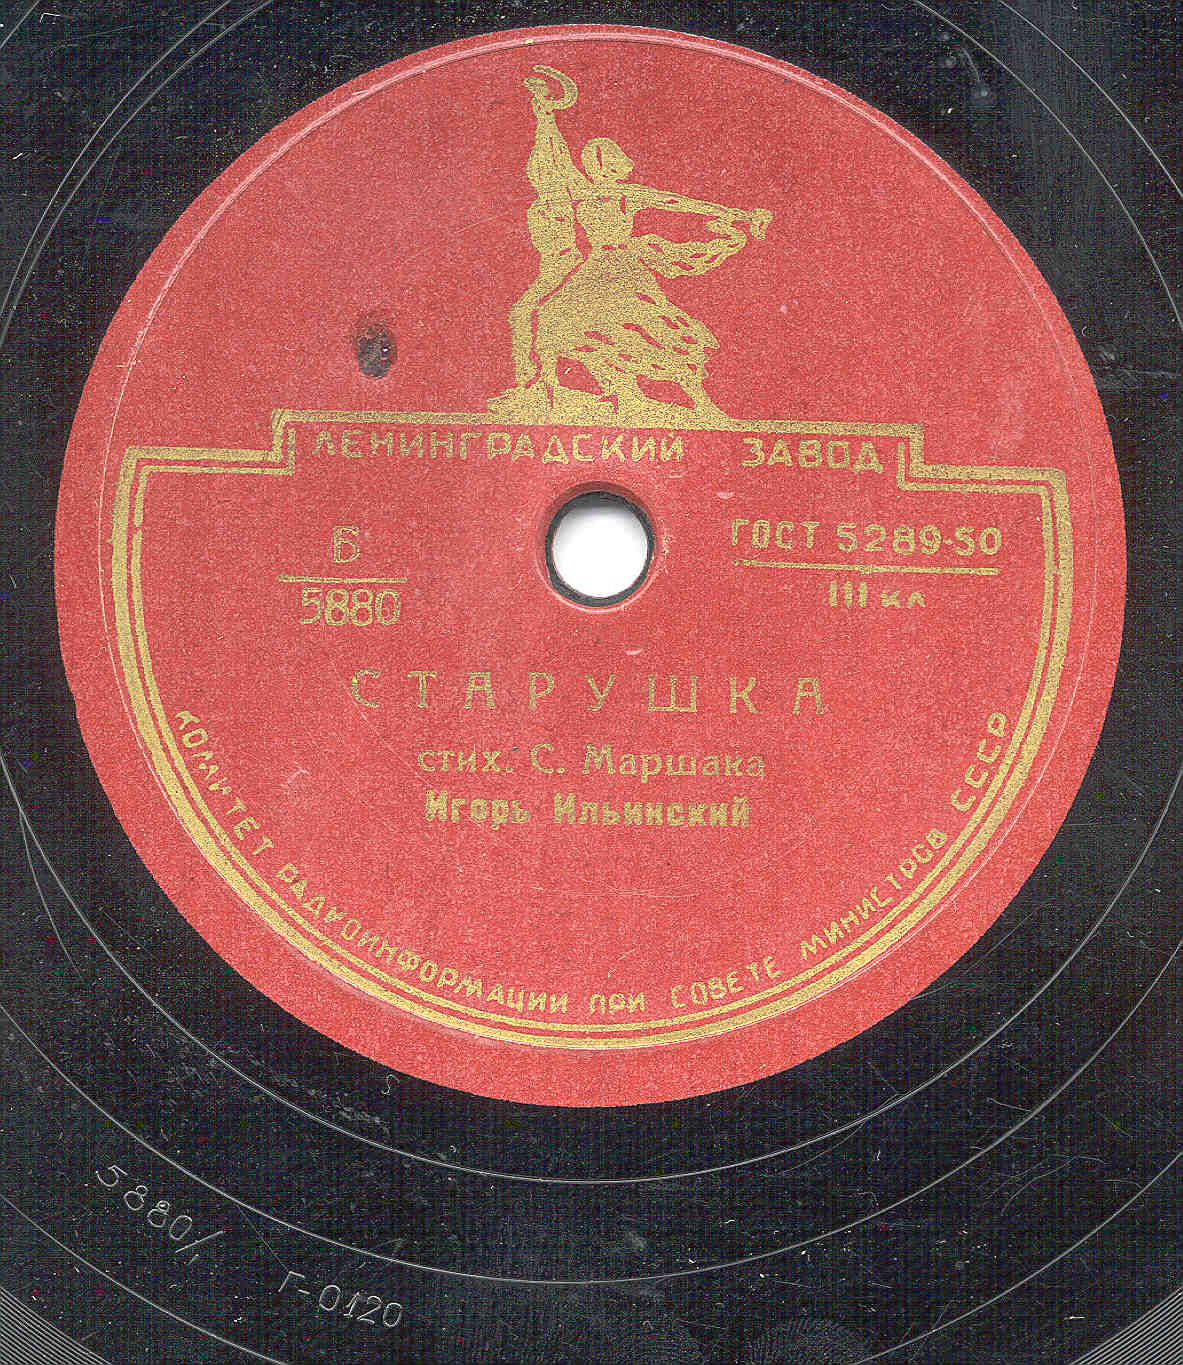 ЛЕНИНГРАДСКИЙ ЗАВОД
Б
5880
ГОСТ 5289-50
III кл
СТАРУШКА
стих. С. Маршака
Игорь Ильинский
КОМИТЕТ РАДИОИНФОРМАЦИИ ПРИ СОВЕТЕ МИНИСТРОВ СССР
5880/
Г-0120